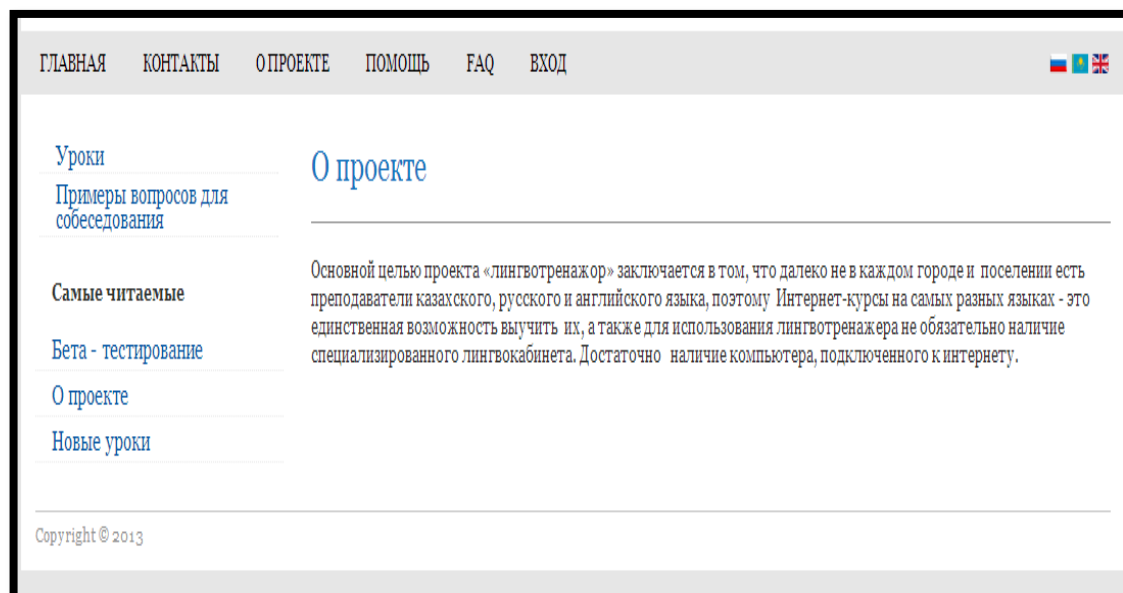 ГЛАВНАЯ КОНТАКТЫ О ПРОЕКТЕ ПОМОЩЬ FAQ ВХОД
Уроки
Примеры вопросов для
собеседования
Самые читаемые
Бета - тестирование
О проекте
Новые уроки
О проекте
Основной целью проекта «лингвотренажор» заключается в том, что далеко не в каждом городе и поселении есть
преподаватели казахского, русского и английского языка, поэтому Интернет-курсы на самых разных языках - это
единственная возможность выучить их, а также для использования лингвотренажера не обязательно наличие
специализированного лингвокабинета. Достаточно наличие компьютера, подключенного к интернету.
Copyright © 2013